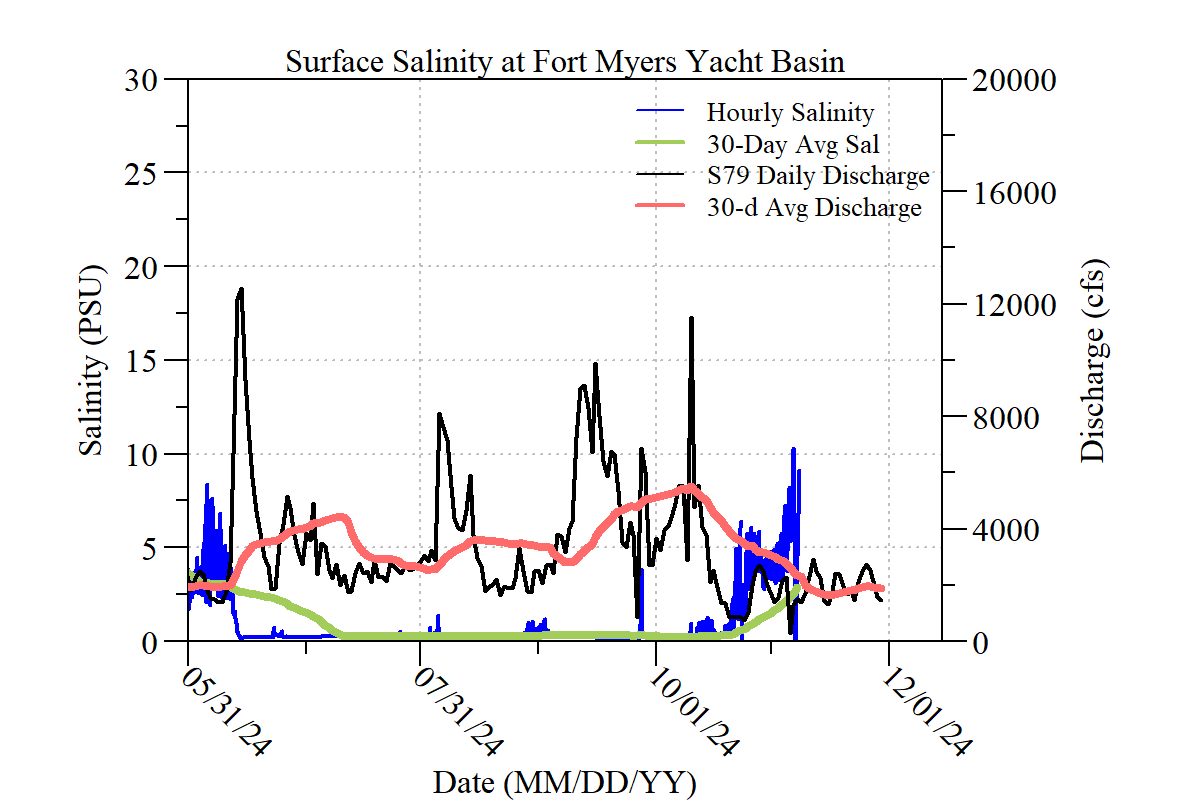 Surface Salinity at Fort Myers Yacht Basin
30
25
20
15
10
5
0
Salinity (PSU)
Hourly Salinity
30-Day Avg Sal
S79 Daily Discharge
30-d Avg Discharge
20000
16000
12000
8000
4000
0
Discharge (cfs)
05/31/24
07/31/24
10/01/24
12/01/24
Date (MM/DD/YY)